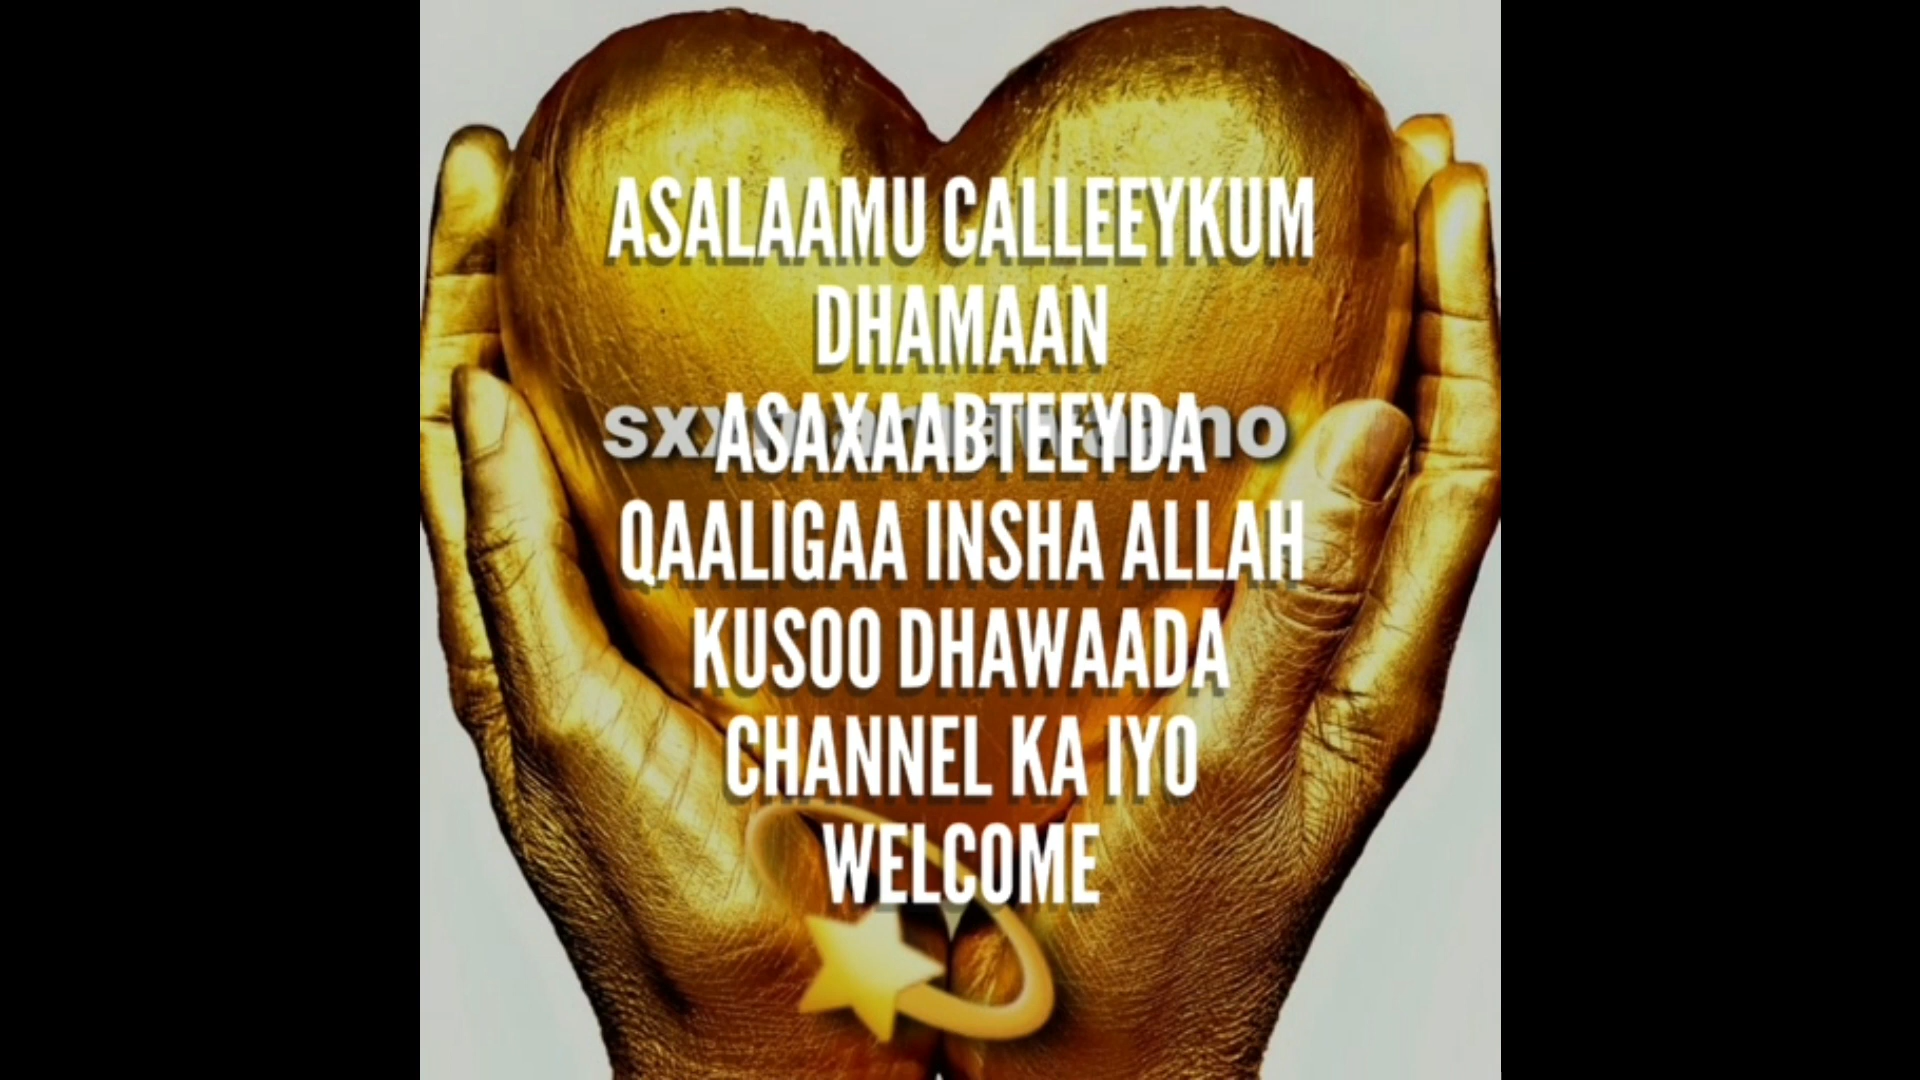 ASALAAMU CALLEEYKUM
DHAMAAN
ASAXAABTEEYDA
QAALIGAA INSHA ALLAH
KUSOO DHAWAADA
CHANNEL KA IYO
WELCOME